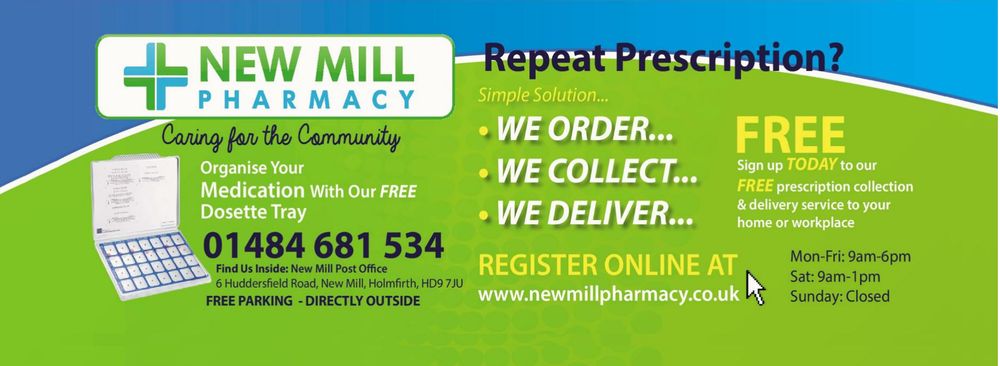 NEW MILL
PHARMACY
Caring for the Community
Organise Your
Medication With Our FREE
Dosette Tray
01484 681 534
Find Us Inside: New Mill Post Office
6 Huddersfield Road, New Mill, Holmfirth, HD9 7JU
FREE PARKING - DIRECTLY OUTSIDE
Repeat Prescription?
Simple Solution...
• WE ORDER...
• WE COLLECT...
• WE DELIVER...
REGISTER ONLINE AT
www.newmillpharmacy.co.uk
FREE
Sign up TODAY to our
FREE prescription collection
& delivery service to your
home or workplace
Mon-Fri: 9am-6pm
Sat: 9am-1pm
Sunday: Closed